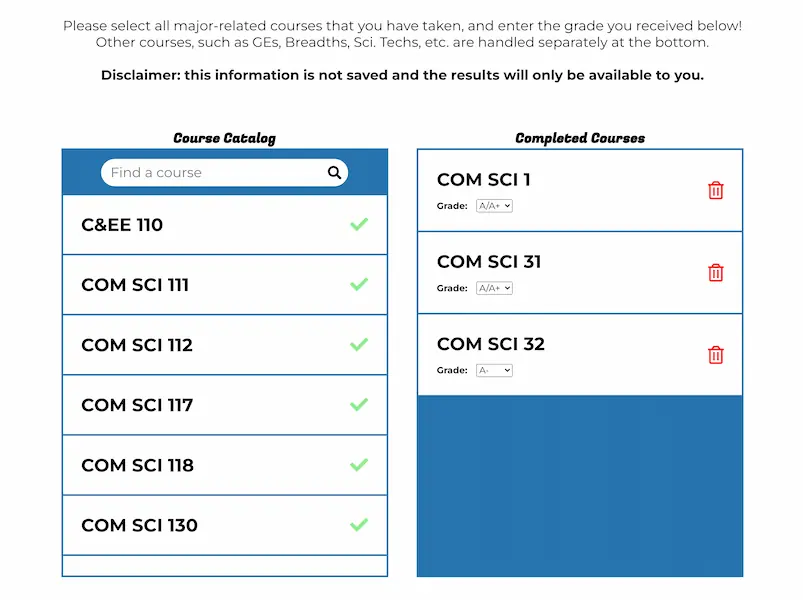 Please select all major-related courses that you have taken, and enter the grade you received below!
Other courses, such as GEs, Breadths, Sci. Techs, etc. are handled separately at the bottom.
Disclaimer: this information is not saved and the results will only be available to you.
Course Catalog
Find a course
C&EE 110
COM SCI 111
COM SCI 112
COM SCI 117
COM SCI 118
COM SCI 130
Completed Courses
COM SCI 1
Grade: A/A+
COM SCI 31
Grade: A/A+
COM SCI 32
Grade: A-